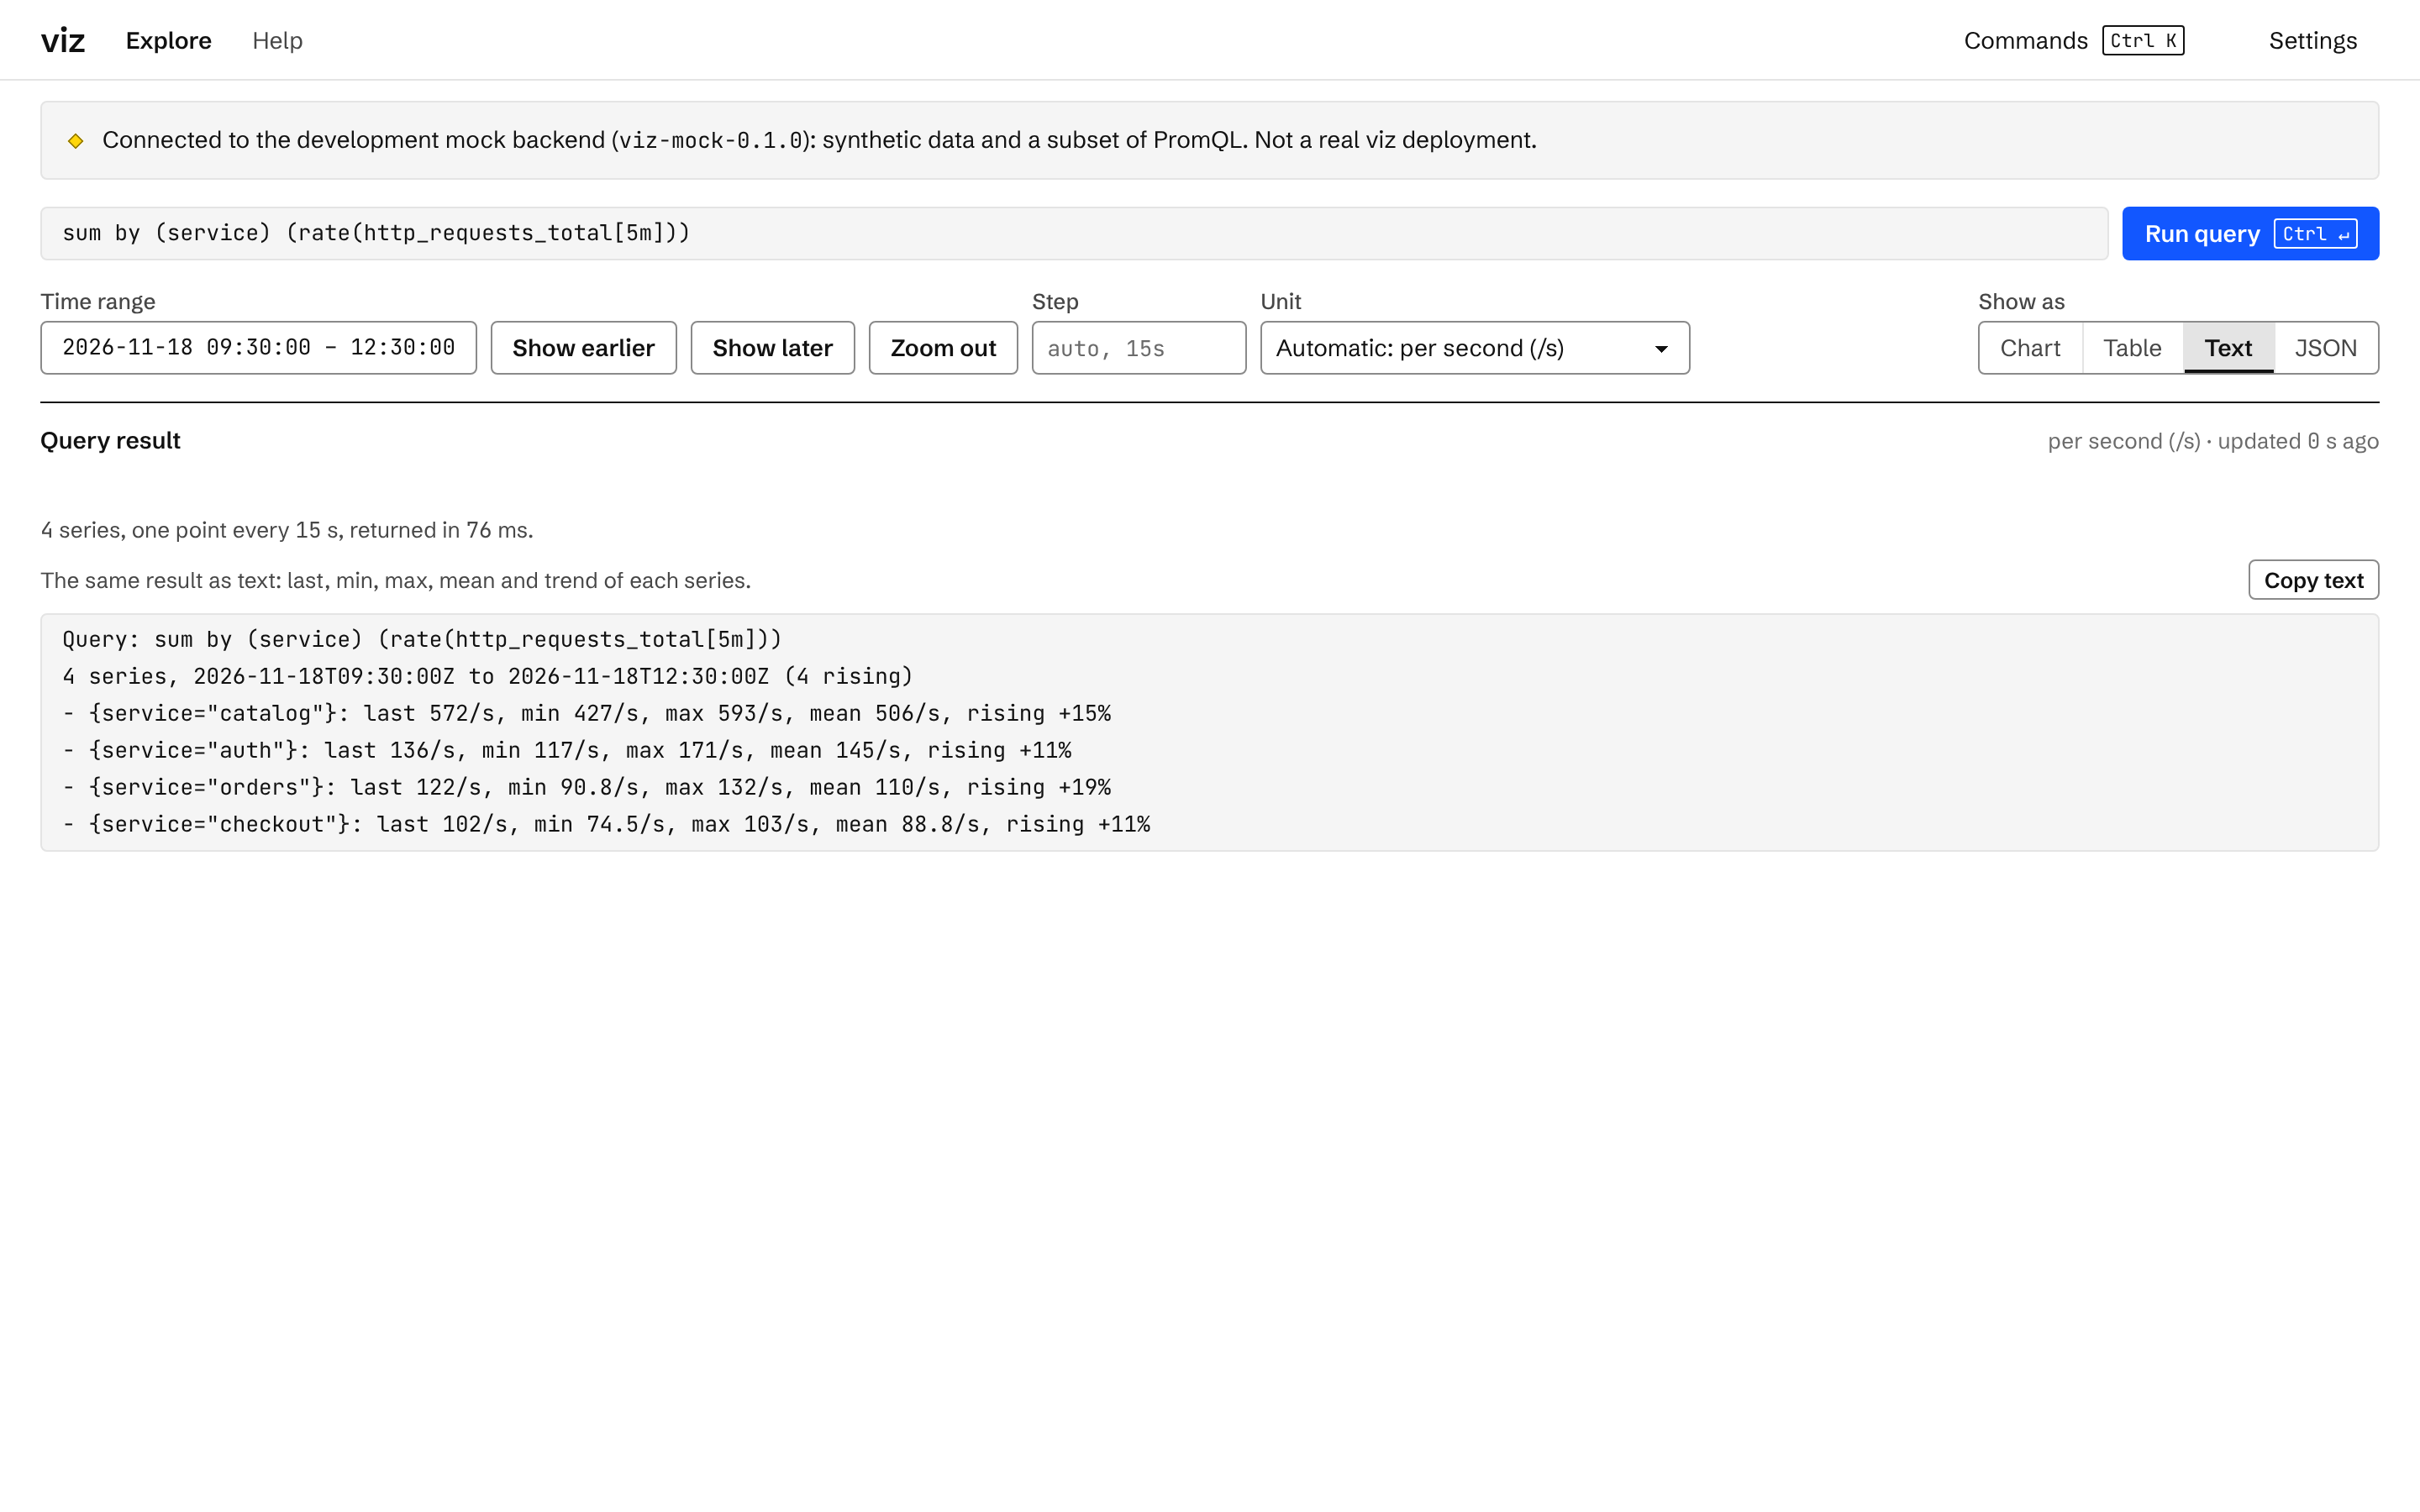 viz Explore Help Commands Ctrl K Settings
Connected to the development mock backend (viz-mock-0.1.0): synthetic data and a subset of PromQL. Not a real viz deployment.
sum by (service) (rate(http_requests_total[5m])) Run query Ctrl ↵
Time range Step Unit Show as
2026-11-18 09:30:00 – 12:30:00 Show earlier Show later Zoom out auto, 15s Automatic: per second (/s) Chart Table Text JSON
Query result per second (/s) · updated 0 s ago
4 series, one point every 15 s, returned in 76 ms.
The same result as text: last, min, max, mean and trend of each series. Copy text
Query: sum by (service) (rate(http_requests_total[5m]))
4 series, 2026-11-18T09:30:00Z to 2026-11-18T12:30:00Z (4 rising)
- {service="catalog"}: last 572/s, min 427/s, max 593/s, mean 506/s, rising +15%
- {service="auth"}: last 136/s, min 117/s, max 171/s, mean 145/s, rising +11%
- {service="orders"}: last 122/s, min 90.8/s, max 132/s, mean 110/s, rising +19%
- {service="checkout"}: last 102/s, min 74.5/s, max 103/s, mean 88.8/s, rising +11%